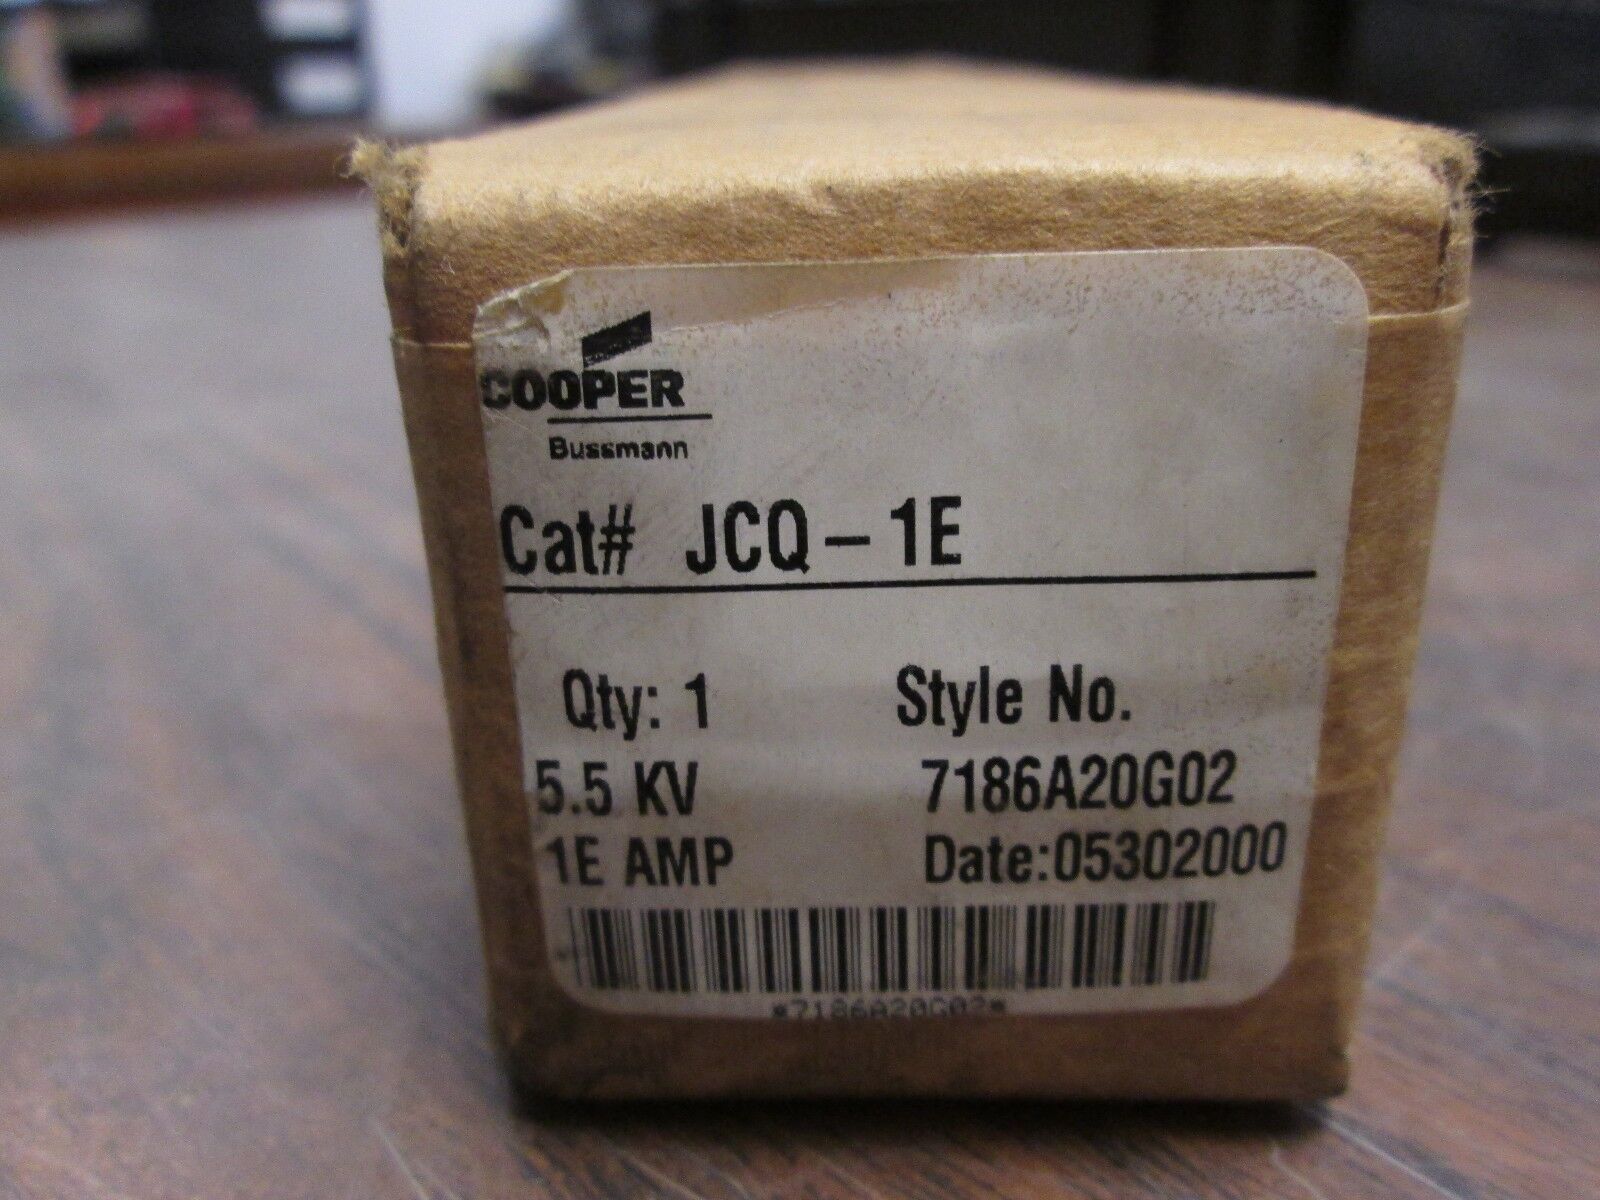 COOPER
Bussmann
Cat# JCQ-1E
Qty: 1 Style No.
5.5 KV 7186A20G02
1E AMP Date:05302000
*7186A20G02*